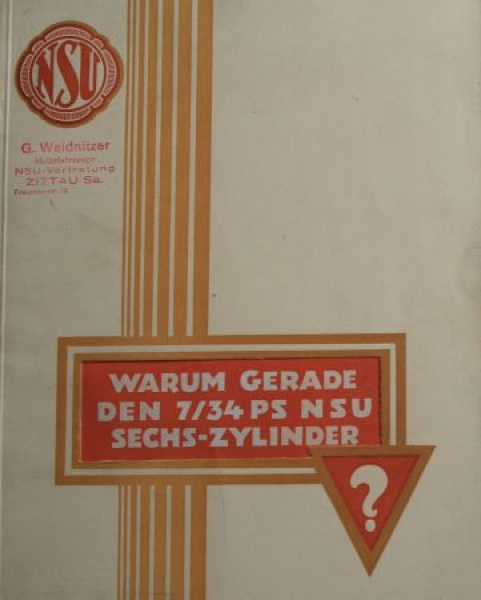 NSU
G. Weidnitzer
Motorfahrzeuge
NSU-Vertretung
ZITTAU Sa.
WARUM GERADE
DEN 7/34 PS NSU
SECHS-ZYLINDER
?